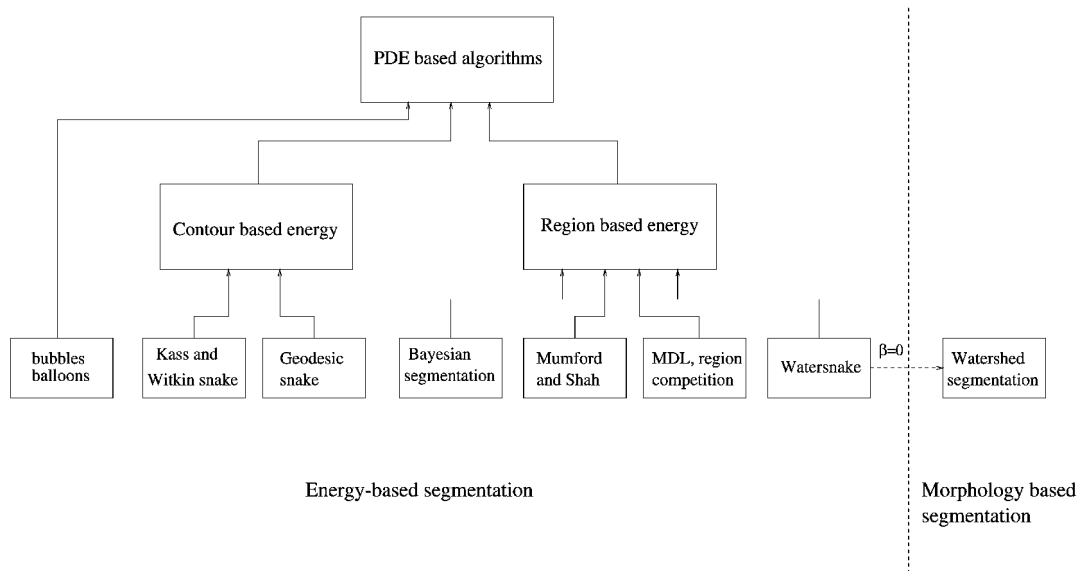 PDE based algorithms
Contour based energy
Region based energy
bubbles
balloons
Kass and
Witkin snake
Geodesic
snake
Bayesian
segmentation
Mumford
and Shah
MDL, region
competition
Watersnake
β=0
Watershed
segmentation
Energy-based segmentation
Morphology based
segmentation